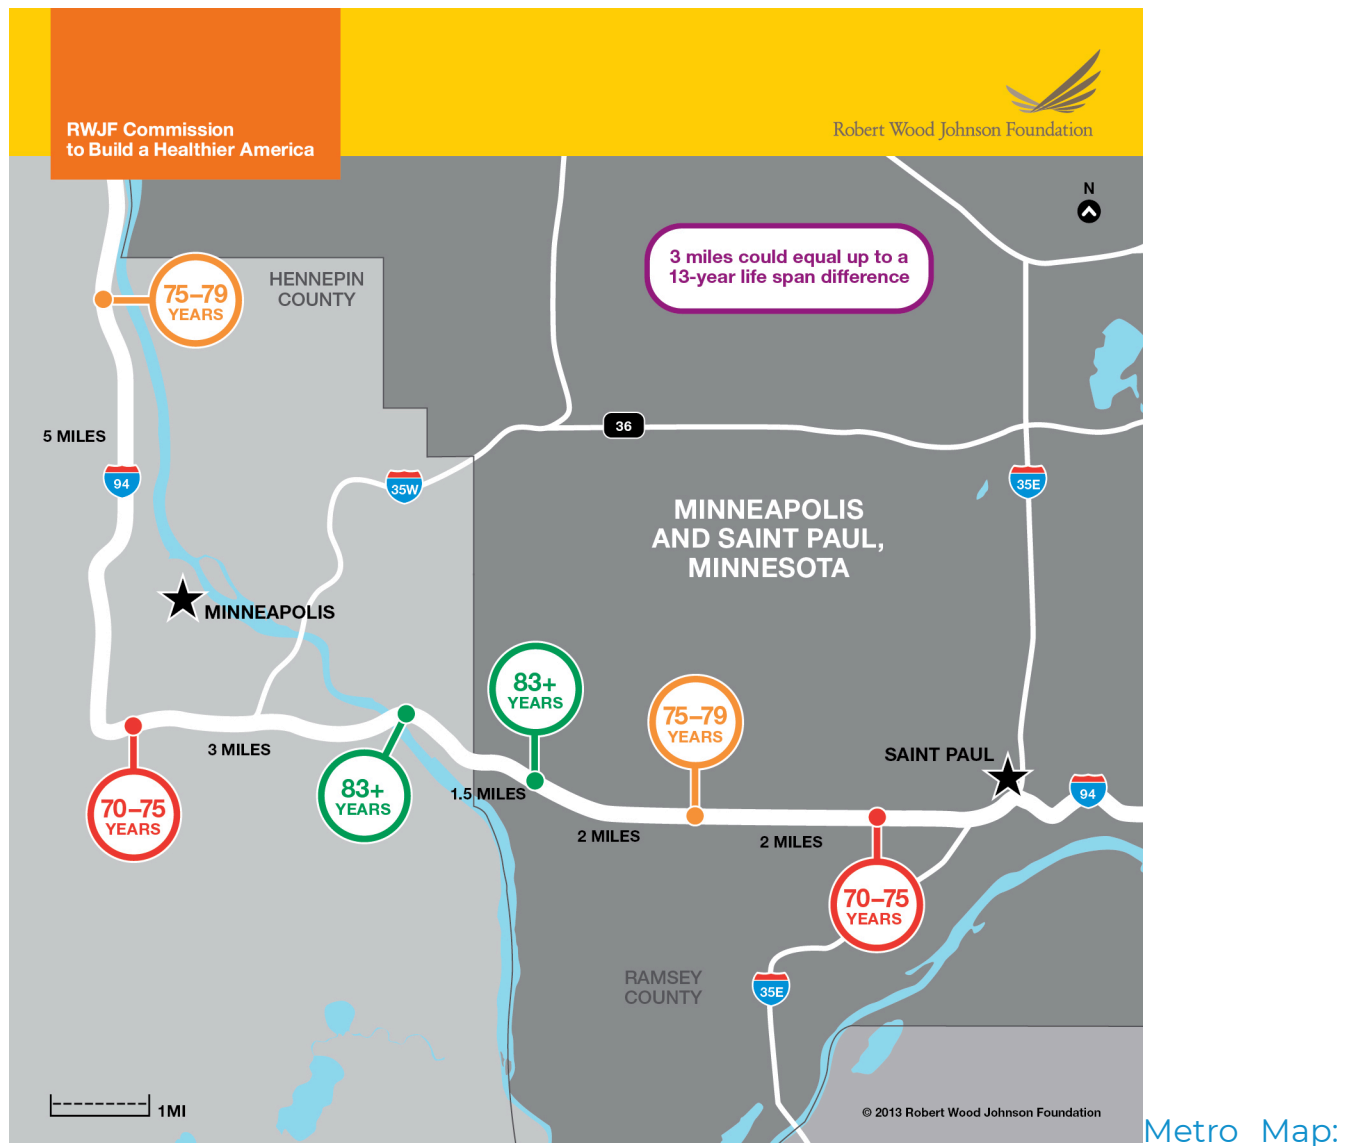 RWJF Commission
to Build a Healthier America
Robert Wood Johnson Foundation
N
3 miles could equal up to a
13-year life span difference
HENNEPIN
COUNTY
75–79
YEARS
5 MILES
94
35W
36
35E
MINNEAPOLIS
AND SAINT PAUL,
MINNESOTA
MINNEAPOLIS
83+
YEARS
75–79
YEARS
3 MILES
SAINT PAUL
70–75
YEARS
83+
YEARS
1.5 MILES
2 MILES
2 MILES
94
70–75
YEARS
RAMSEY
COUNTY
35E
1MI
© 2013 Robert Wood Johnson Foundation
Metro Map: